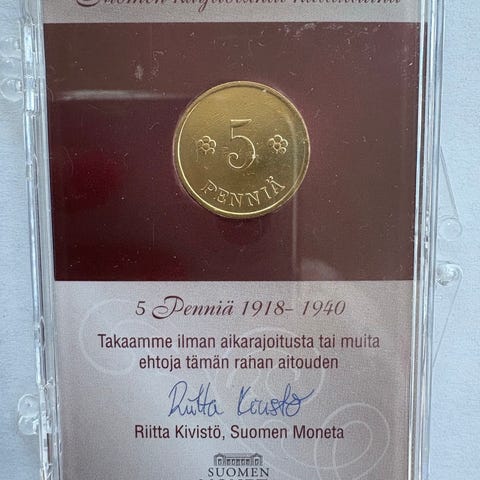 Suomen
5
PENNIÄ
5 Penniä 1918- 1940
Takaamme ilman aikarajoitusta tai muita
ehtoja tämän rahan aitouden
Riitta Kivistö
Riitta Kivistö, Suomen Moneta
SUOMEN